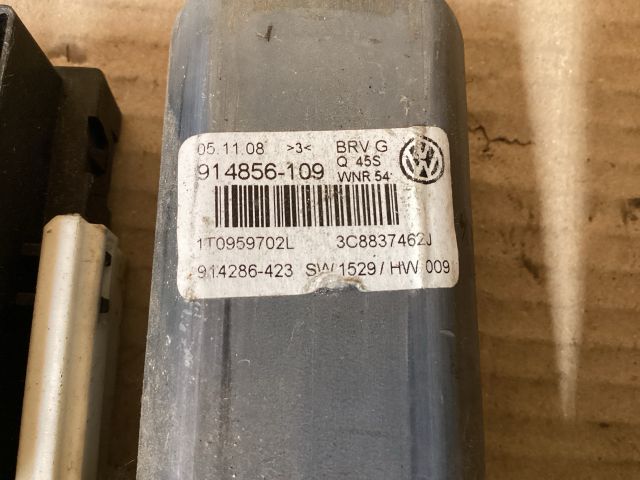 05.11.08 >3< BRV G
Q 45S
914856-109 WNR 54
1T0959702L 3C8837462J
914286-423 SW 1529 / HW 009